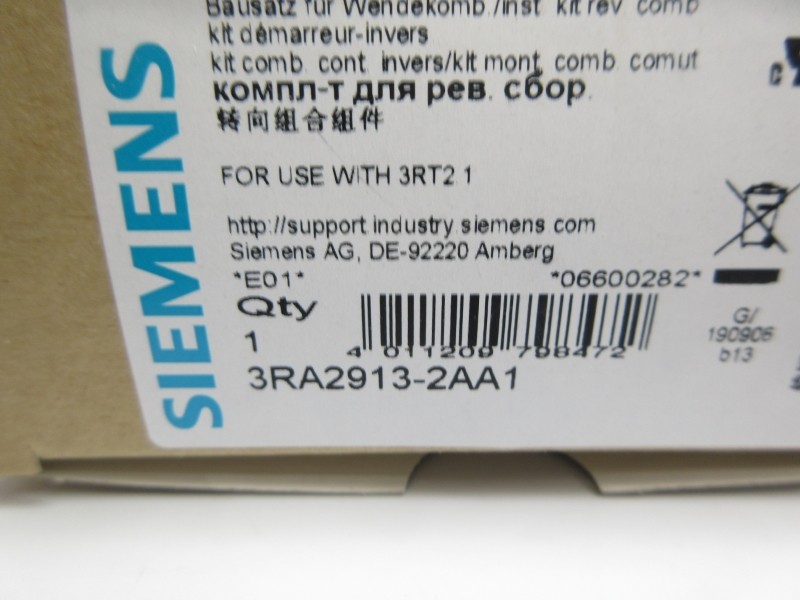 Bausatz für Wendekomb./inst. kit rev. comb
kit démarreur-invers
kit comb. cont. invers/kit mont. comb. comut
компл-т для рев. сбор.
转向组合组件
FOR USE WITH 3RT2.1
http://support.industry.siemens.com
Siemens AG, DE-92220 Amberg
*E01*
*06600282*
Qty
1
4 011209 798472
3RA2913-2AA1
G/
190906
b13
SIEMENS